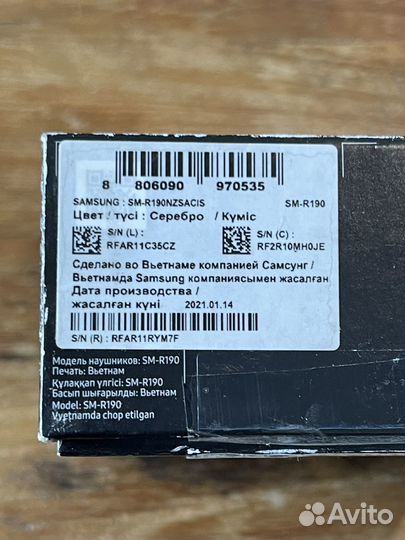 8 806090 970535
SAMSUNG : SM-R190NZSACIS SM-R190
Цвет / түсі : Серебро / Күміс
S/N (L) : S/N (C) :
RFAR11C35CZ RF2R10MH0JE
Сделано во Вьетнаме компанией Самсунг /
Вьетнамда Samsung компаниясымен жасалған
Дата производства /
жасалған күні 2021.01.14
S/N (R) : RFAR11RYM7F
Модель наушников: SM-R190
Печать: Вьетнам
Құлаққап үлгісі: SM-R190
Басып шығарылды: Вьетнам
Model: SM-R190
Vyetnamda chop etilgan
Avito